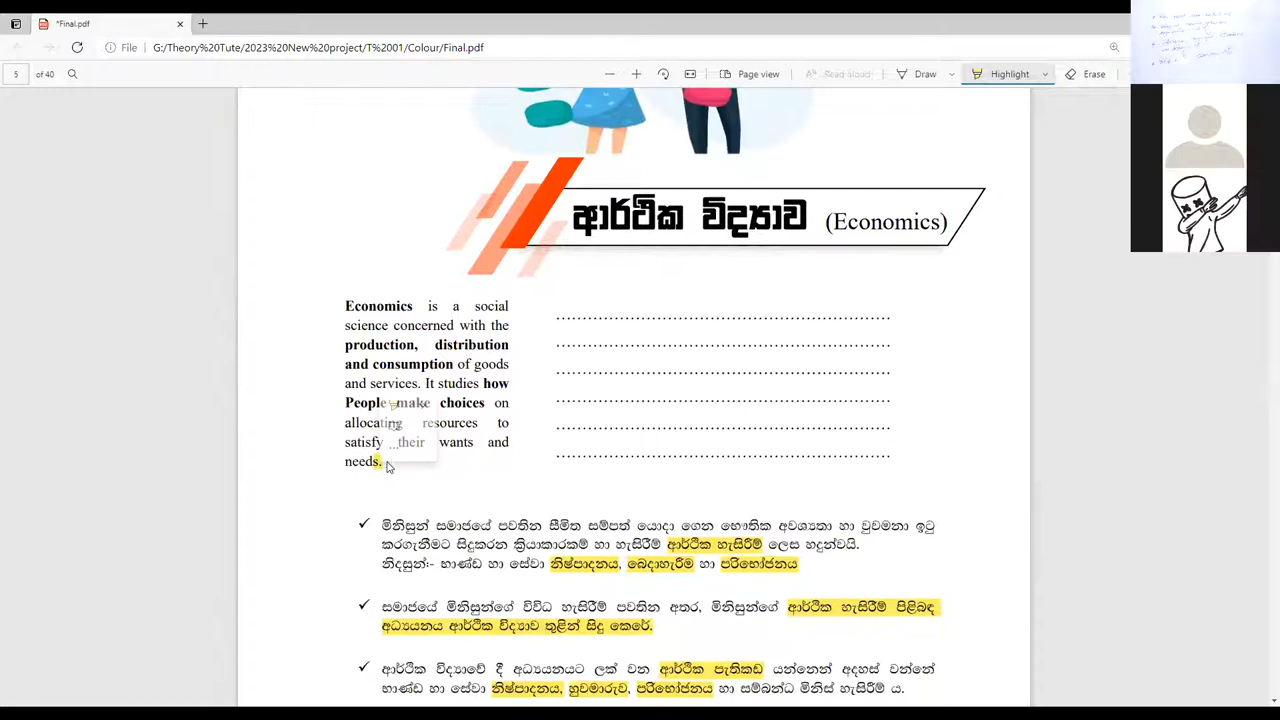 *Final.pdf
File G:/Theory%20Tute/2023%20New%20project/T%2001/Colour/Final.pdf
5 of 40 Page view Read aloud Draw Highlight Erase
ආර්ථික විද්‍යාව (Economics)
Economics is a social
science concerned with the
production, distribution
and consumption of goods
and services. It studies how
People make choices on
allocating resources to
satisfy their wants and
needs.
✓ මිනිසුන් සමාජයේ පවතින සීමිත සම්පත් යොදා ගෙන භෞතික අවශ්‍යතා හා වුවමනා ඉටු
කරගැනීමට සිදුකරන ක්‍රියාකාරකම් හා හැසිරීම් ආර්ථික හැසිරීම් ලෙස හඳුන්වයි.
නිදසුන්:- භාණ්ඩ හා සේවා නිෂ්පාදනය, බෙදාහැරීම හා පරිභෝජනය
✓ සමාජයේ මිනිසුන්ගේ විවිධ හැසිරීම් පවතින අතර, මිනිසුන්ගේ ආර්ථික හැසිරීම් පිළිබඳ
අධ්‍යයනය ආර්ථික විද්‍යාව තුළින් සිදු කෙරේ.
✓ ආර්ථික විද්‍යාවේ දී අධ්‍යයනයට ලක් වන ආර්ථික පැතිකඩ යන්නෙන් අදහස් වන්නේ
භාණ්ඩ හා සේවා නිෂ්පාදනය, හුවමාරුව, පරිභෝජනය හා සම්බන්ධ මිනිස් හැසිරීම් ය.